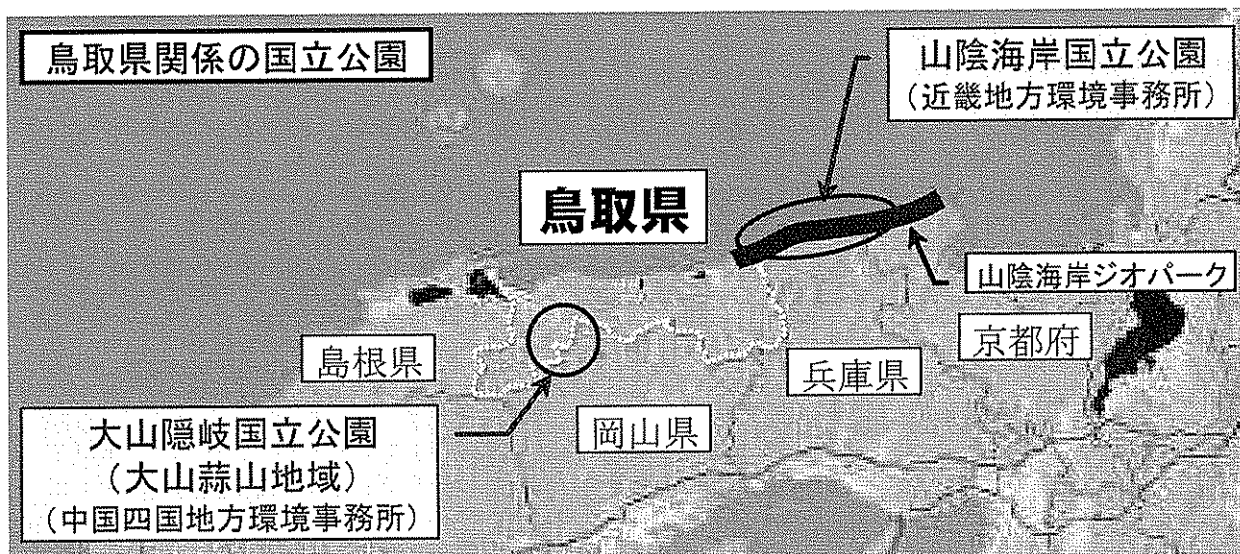 鳥取県関係の国立公園
山陰海岸国立公園
（近畿地方環境事務所）
鳥取県
山陰海岸ジオパーク
京都府
島根県
兵庫県
岡山県
大山隠岐国立公園
（大山蒜山地域）
（中国四国地方環境事務所）